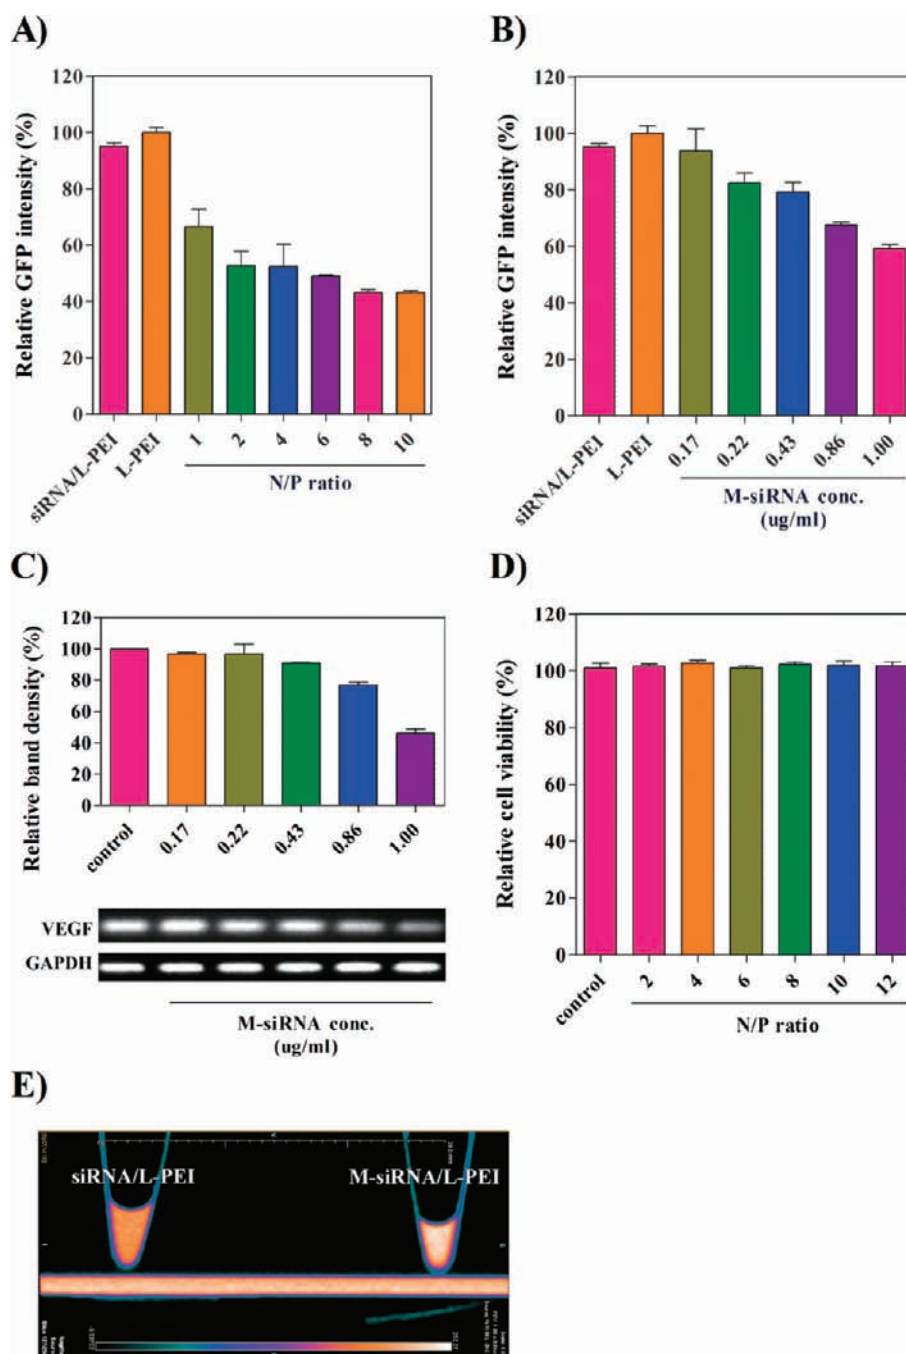 A)
Relative GFP intensity (%)
120
100
80
60
40
20
0
siRNA/L-PEI
L-PEI
1
2
4
6
8
10
N/P ratio
B)
Relative GFP intensity (%)
120
100
80
60
40
20
0
siRNA/L-PEI
L-PEI
0.17
0.22
0.43
0.86
1.00
M-siRNA conc.
(ug/ml)
C)
Relative band density (%)
120
100
80
60
40
20
0
control
0.17
0.22
0.43
0.86
1.00
VEGF
GAPDH
M-siRNA conc.
(ug/ml)
D)
Relative cell viability (%)
120
100
80
60
40
20
0
control
2
4
6
8
10
12
N/P ratio
E)
siRNA/L-PEI
M-siRNA/L-PEI